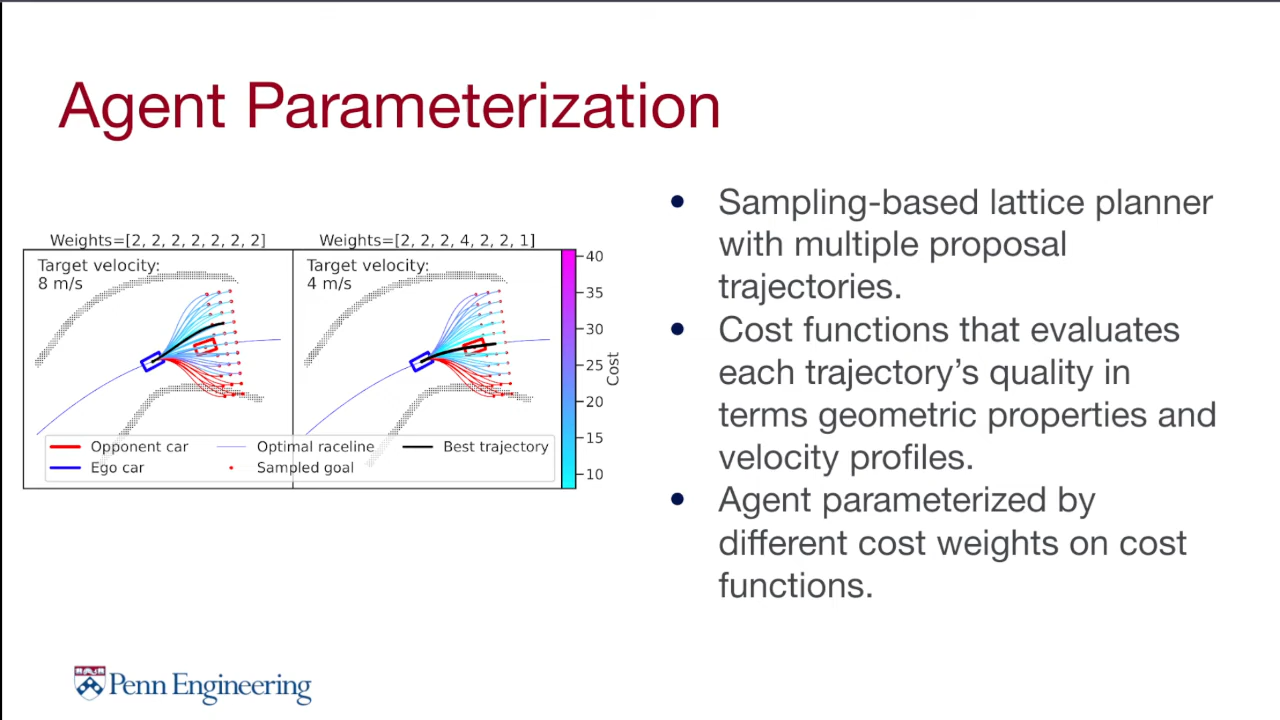 Agent Parameterization
Weights=[2, 2, 2, 2, 2, 2, 2]
Weights=[2, 2, 2, 4, 2, 2, 1]
Target velocity:
8 m/s
Target velocity:
4 m/s
40
35
30
25
20
15
10
Cost
Opponent car
Optimal raceline
Best trajectory
Ego car
Sampled goal
● Sampling-based lattice planner
with multiple proposal
trajectories.
● Cost functions that evaluates
each trajectory’s quality in
terms geometric properties and
velocity profiles.
● Agent parameterized by
different cost weights on cost
functions.
Penn Engineering